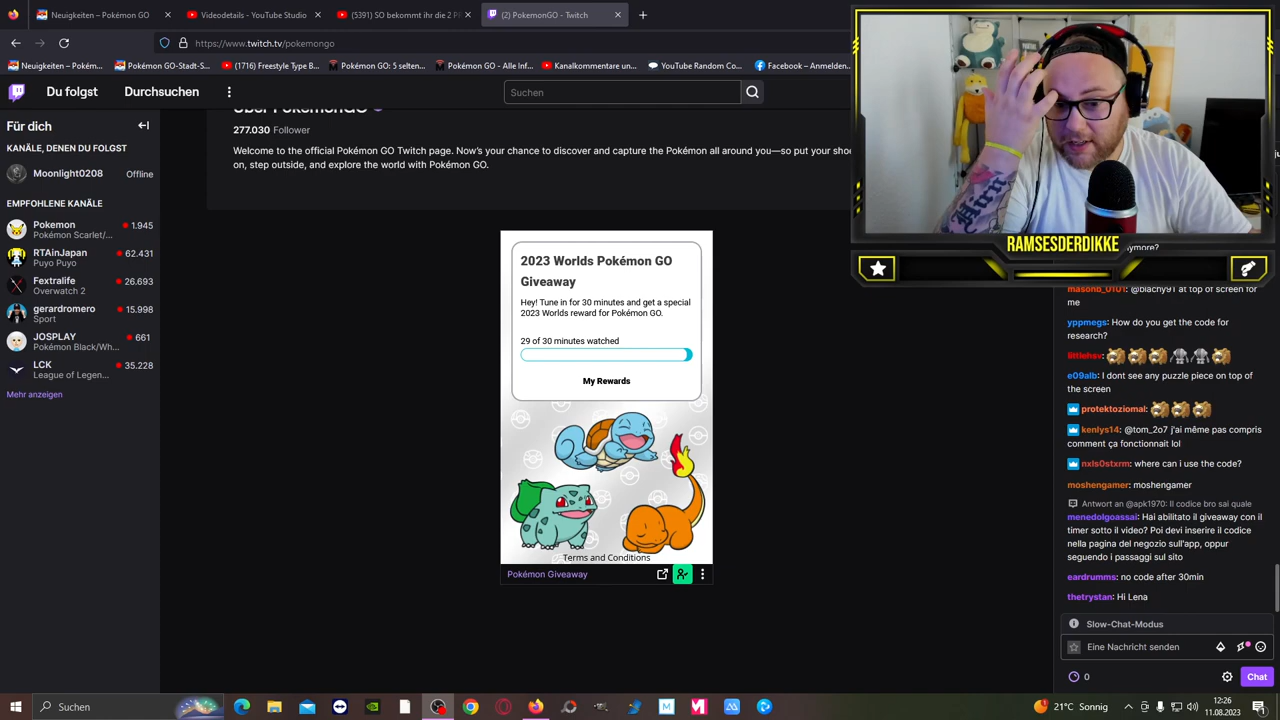 Neuigkeiten – Pokémon GO
Videodetails - YouTube Studio
(5391) SO bekommt ihr die 2 P
(2) PokemonGO - Twitch
https://www.twitch.tv/pokemongo
Neuigkeiten – Pokém...
Pokémon GO-Stadt-S...
(1716) Freestyle Type B...
Pokémon GO: 5 selten...
Pokémon GO - Alle Inf...
Kanalkommentare un...
YouTube Random Co...
Facebook – Anmelden...
Du folgst
Durchsuchen
Suchen
Für dich
KANÄLE, DENEN DU FOLGST
Moonlight0208
Offline
EMPFOHLENE KANÄLE
Pokemon
1.945
Pokémon Scarlet/...
RTAinJapan
62.431
Puyo Puyo
Fextralife
26.693
Overwatch 2
gerardromero
15.998
Sport
JOSPLAY
661
Pokémon Black/Wh...
LCK
35.228
League of Legen...
Mehr anzeigen
Über PokemonGO
277.030 Follower
Welcome to the official Pokémon GO Twitch page. Now's your chance to discover and capture the Pokémon all around you—so put your shoe
on, step outside, and explore the world with Pokémon GO.
2023 Worlds Pokémon GO
Giveaway
Hey! Tune in for 30 minutes and get a special
2023 Worlds reward for Pokémon GO.
29 of 30 minutes watched
My Rewards
Terms and Conditions
Pokémon Giveaway
Hirn
RAMSESDERDIKKE
ymore?
masonb_0101: @blachy91 at top of screen for
me
yppmegs: How do you get the code for
research?
littlehsv:
e09alb: I dont see any puzzle piece on top of
the screen
protektoziomal:
kenlys14: @tom_2o7 j'ai même pas compris
comment ça fonctionnait lol
nxls0stxrm: where can i use the code?
moshengamer: moshengamer
Antwort an @apk1970: Il codice bro sai quale
menedolgoassai: Hai abilitato il giveaway con il
timer sotto il video? Poi devi inserire il codice
nella pagina del negozio sull'app, oppur
seguendo i passaggi sul sito
eardrumms: no code after 30min
thetrystan: Hi Lena
Slow-Chat-Modus
Eine Nachricht senden
0
Chat
Suchen
21°C Sonnig
12:26
11.08.2023